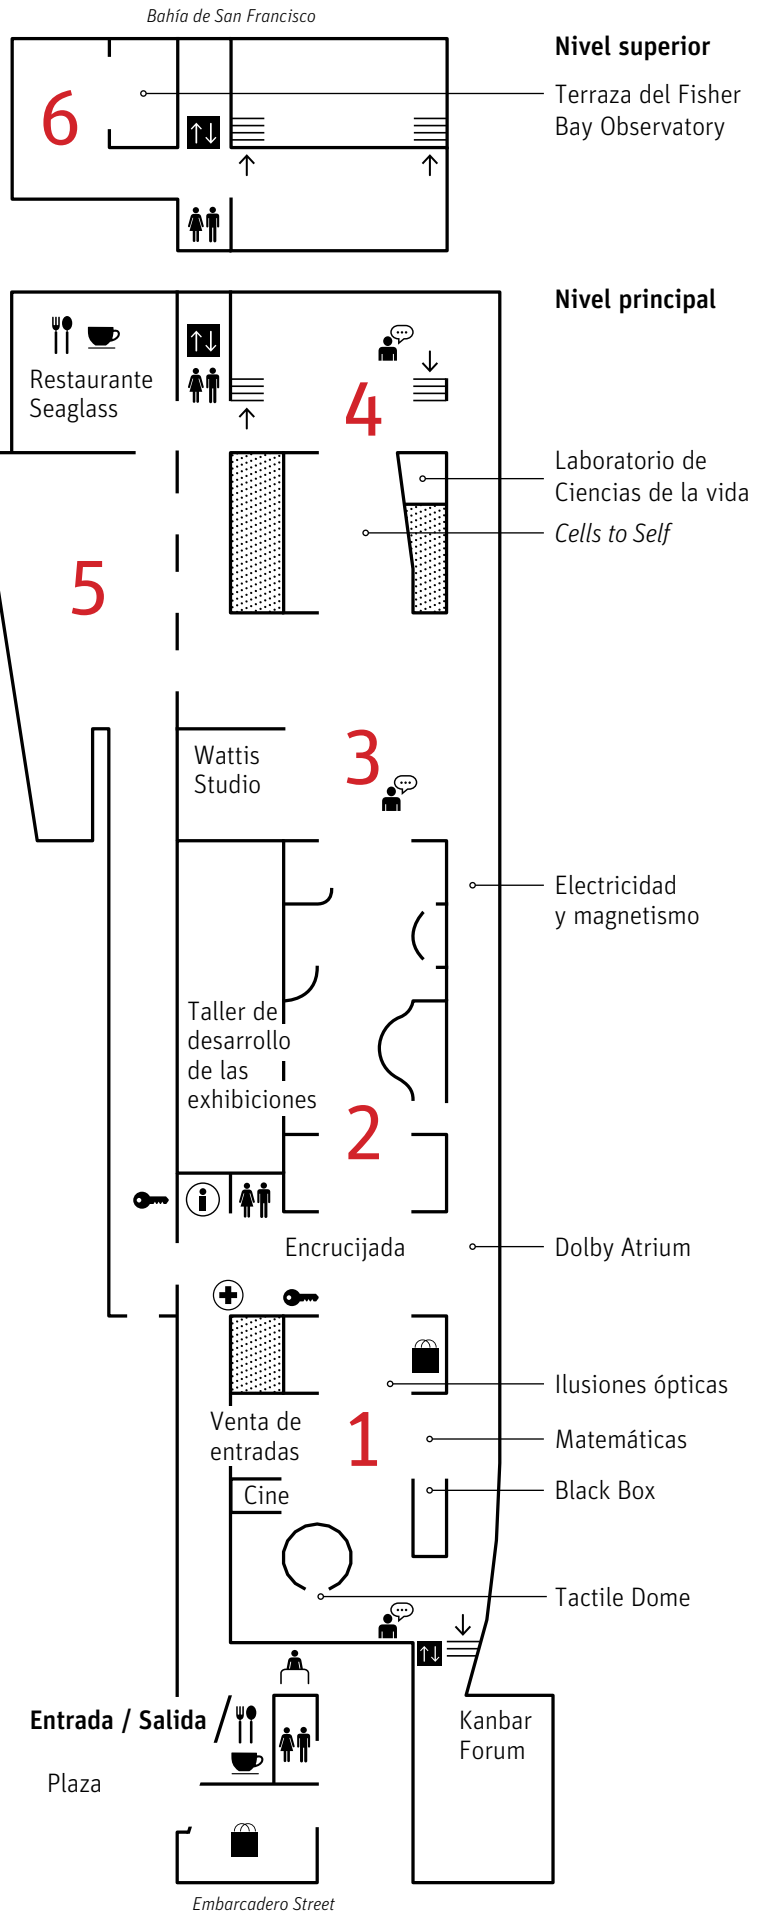 Bahía de San Francisco
Nivel superior
6
Terraza del Fisher
Bay Observatory
Nivel principal
Restaurante
Seaglass
4
Laboratorio de
Ciencias de la vida
Cells to Self
5
3
Wattis
Studio
Electricidad
y magnetismo
Taller de
desarrollo
de las
exhibiciones
2
Encrucijada
Dolby Atrium
Ilusiones ópticas
Venta de
entradas
1
Matemáticas
Cine
Black Box
Tactile Dome
Entrada / Salida
Kanbar
Forum
Plaza
Embarcadero Street